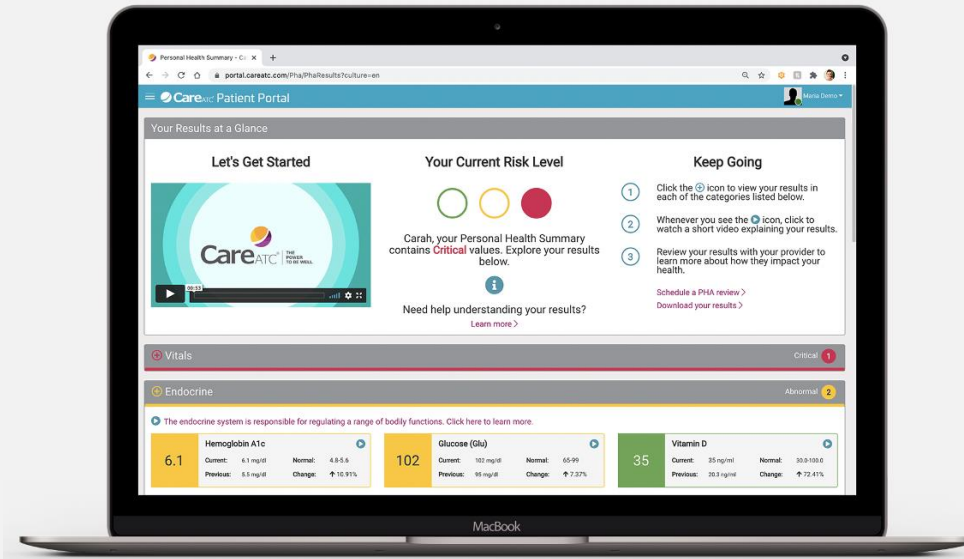 Personal Health Summary - Ca
portal.careatc.com/Pha/PhaResults?culture=en
CareATC Patient Portal
Maria Demo
Your Results at a Glance
Let's Get Started
CareATC
THE POWER TO BE WELL
00:53
Your Current Risk Level
Carah, your Personal Health Summary
contains Critical values. Explore your results
below.
Need help understanding your results?
Learn more >
Keep Going
1 Click the icon to view your results in
each of the categories listed below.
2 Whenever you see the icon, click to
watch a short video explaining your results.
3 Review your results with your provider to
learn more about how they impact your
health.
Schedule a PHA review >
Download your results >
Vitals
Critical 1
Endocrine
Abnormal 2
The endocrine system is responsible for regulating a range of bodily functions. Click here to learn more.
6.1
Hemoglobin A1c
Current: 6.1 mg/dl Normal: 4.8-5.6
Previous: 5.5 mg/dl Change: ↑ 10.91%
102
Glucose (Glu)
Current: 102 mg/dl Normal: 65-99
Previous: 95 mg/dl Change: ↑ 7.37%
35
Vitamin D
Current: 35 ng/ml Normal: 30.0-100.0
Previous: 20.3 ng/ml Change: ↑ 72.41%
MacBook